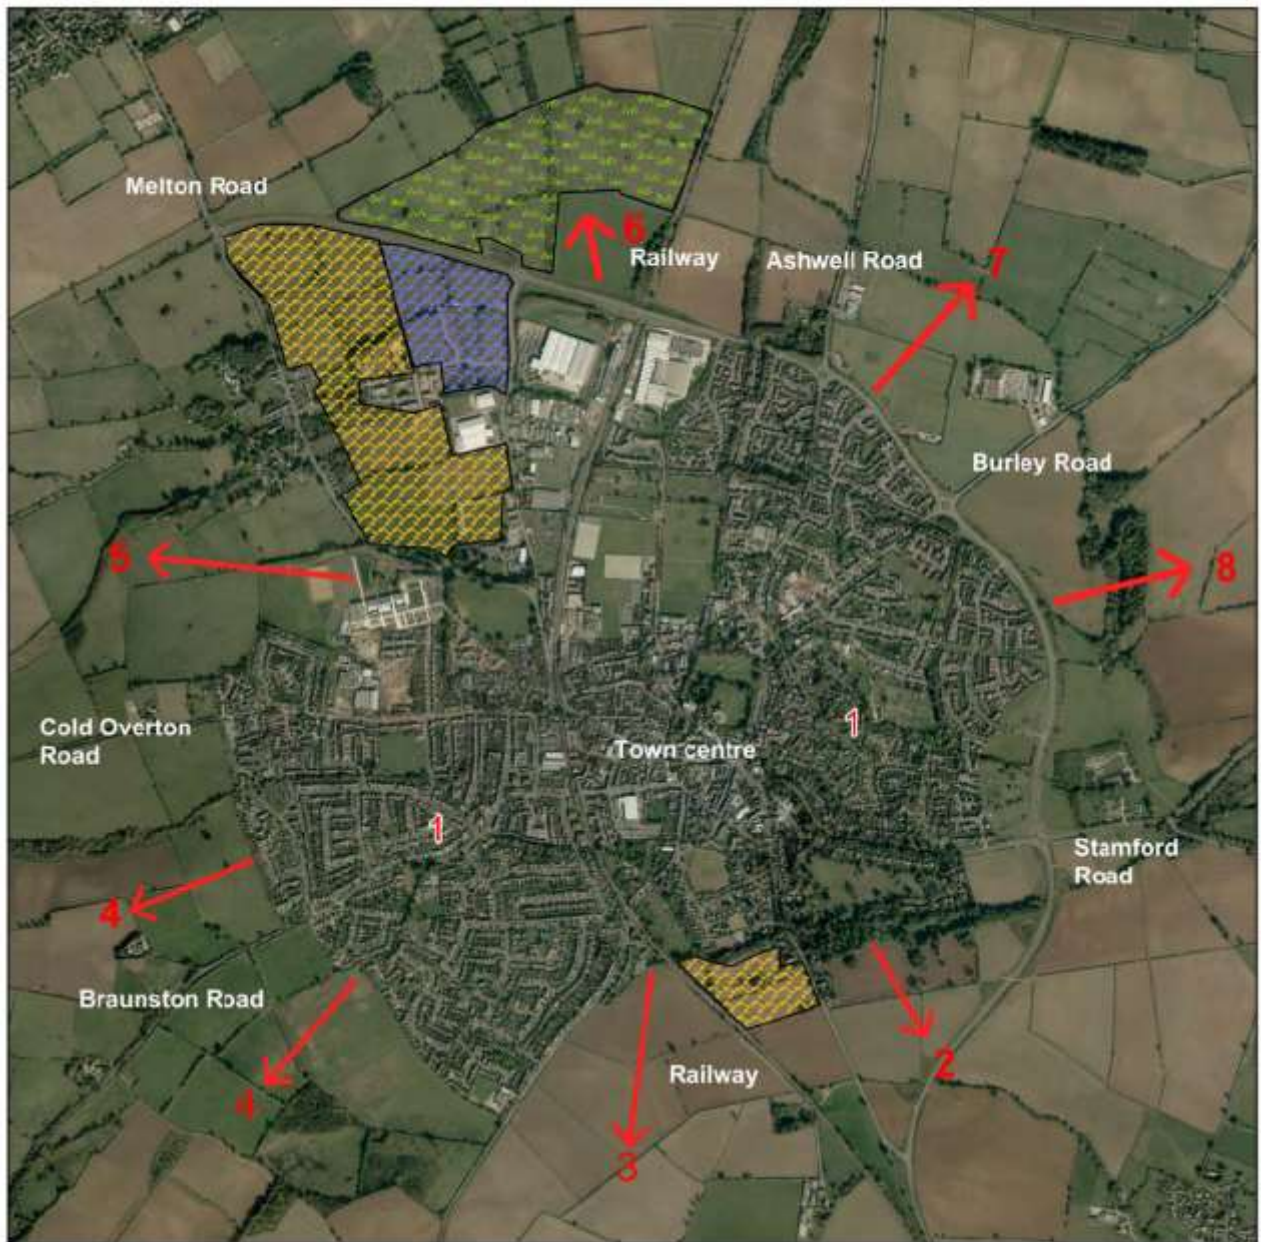 Melton Road
6
Railway
Ashwell Road
7
Burley Road
5
8
Cold Overton
Road
1
Town centre
1
Stamford
Road
4
Braunston Road
2
Railway
4
3